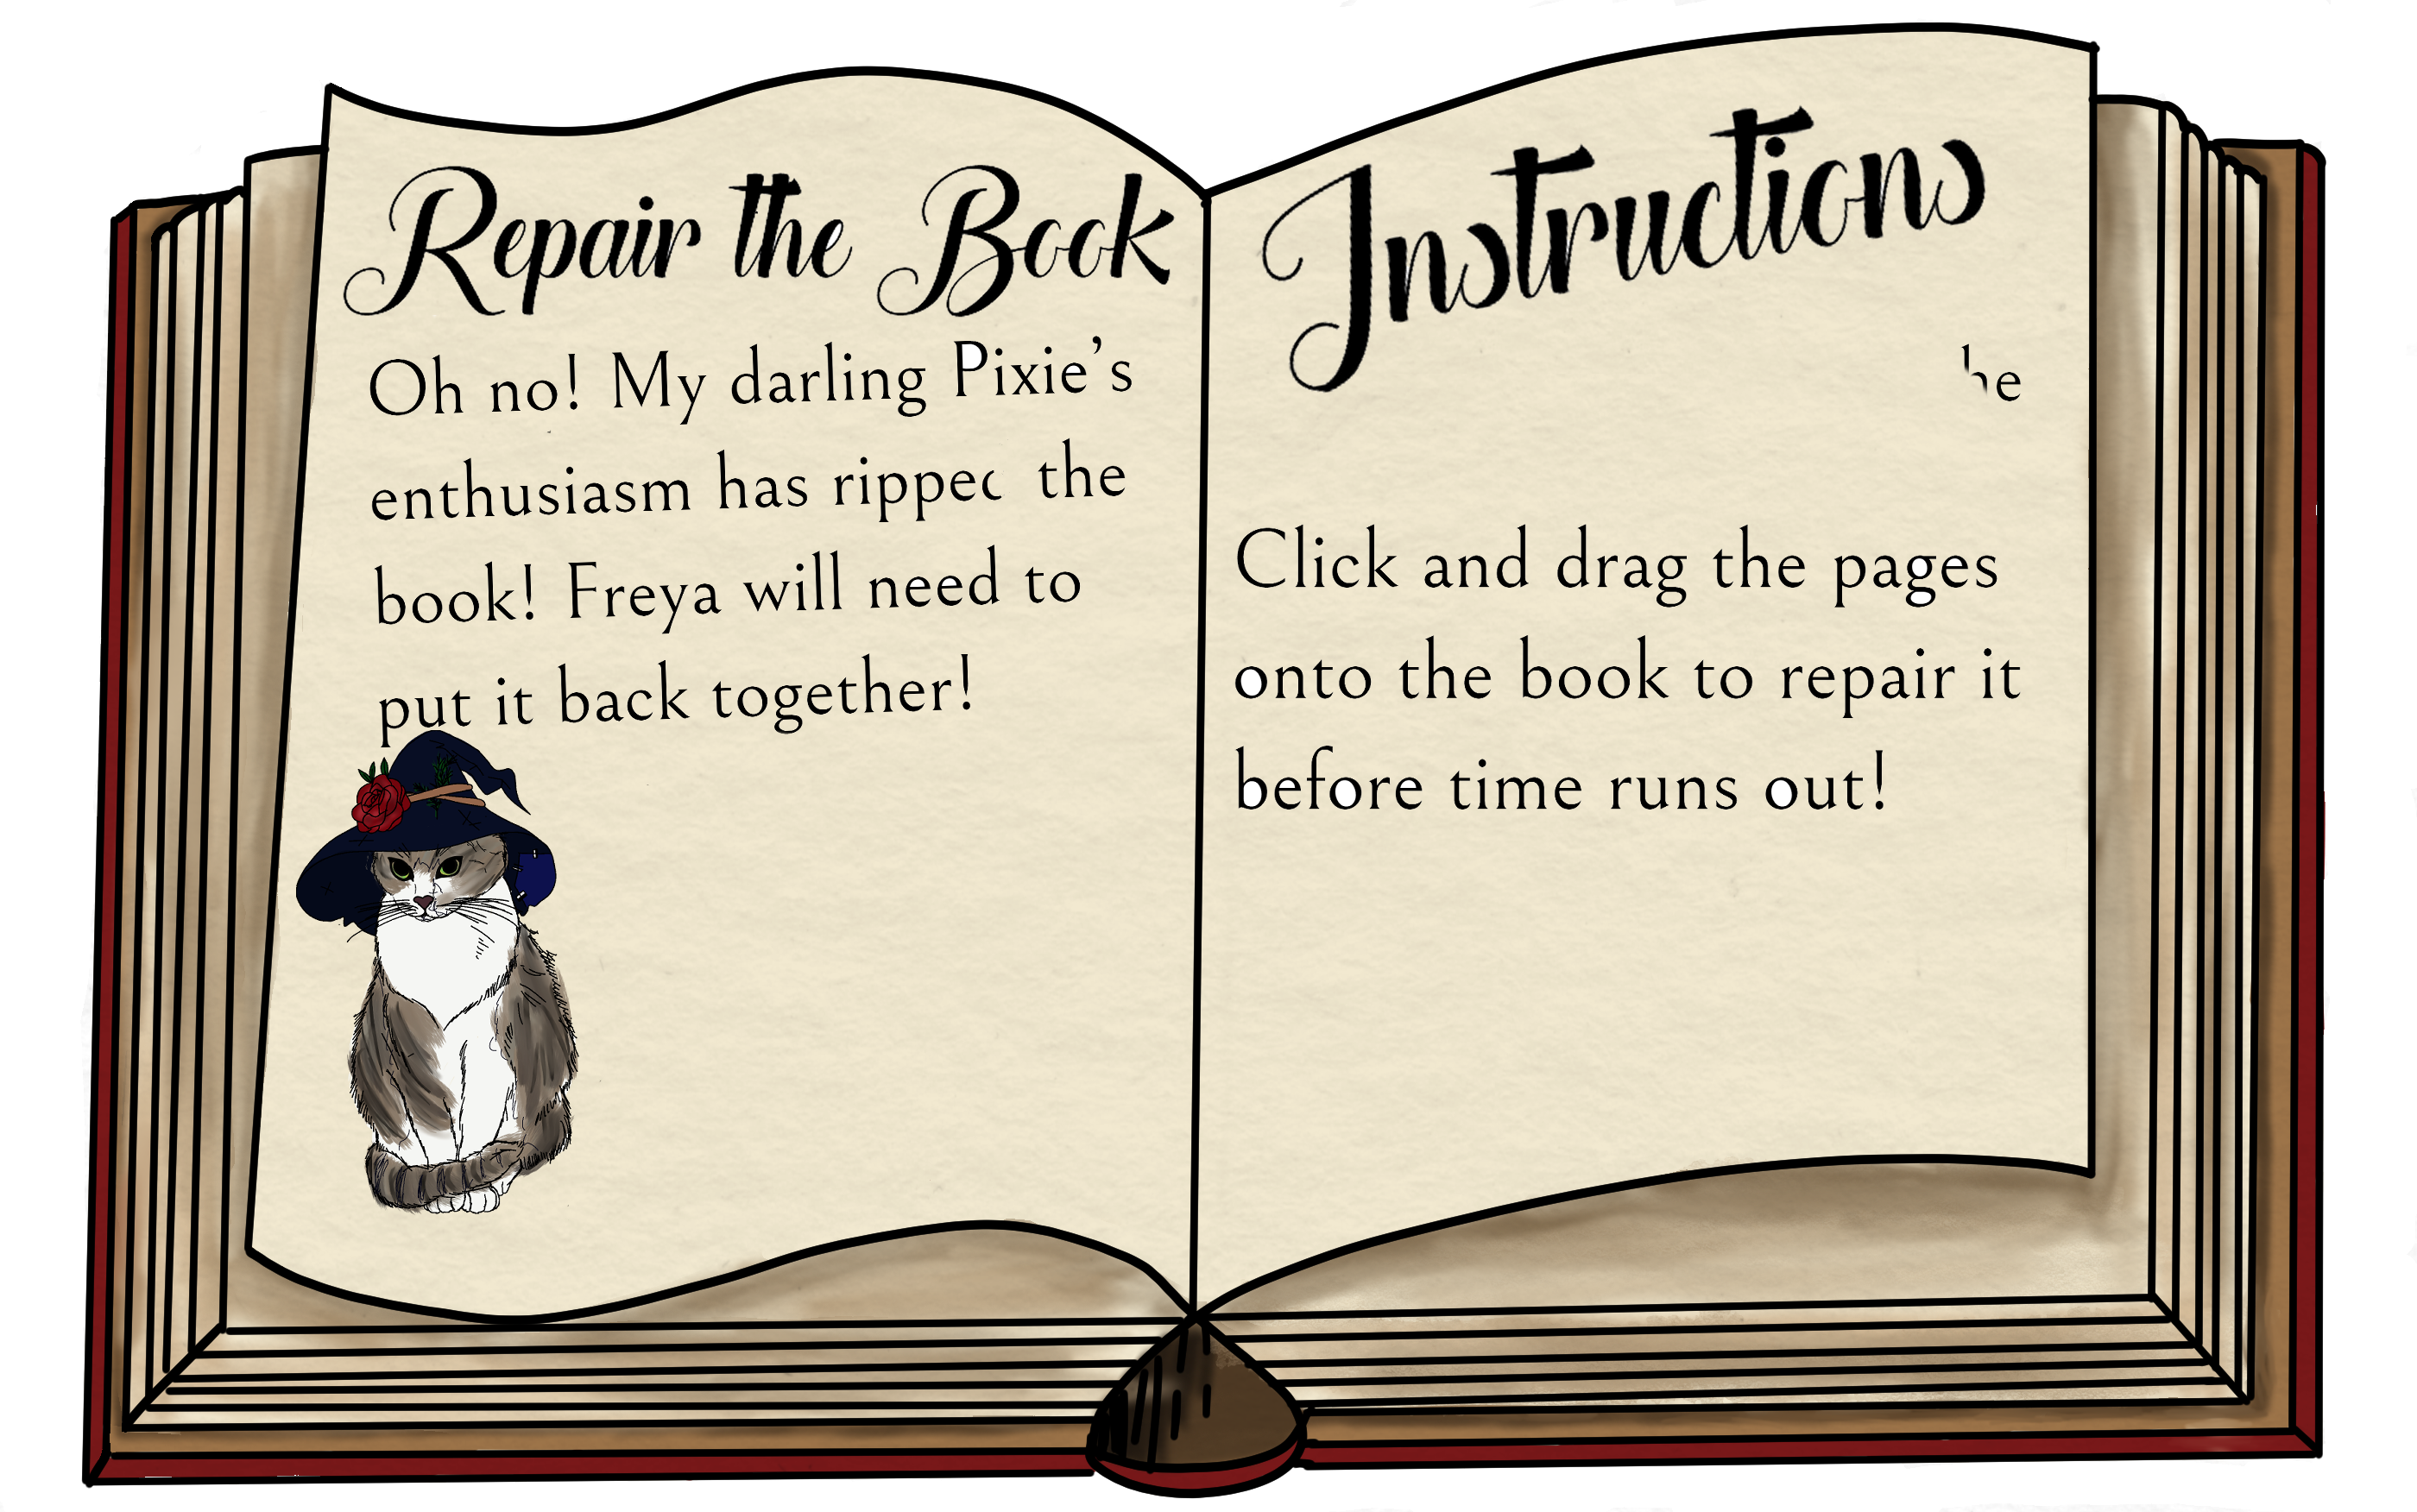 Repair the Book
Oh no! My darling Pixie's
enthusiasm has ripped the
book! Freya will need to
put it back together!
Instructions
he
Click and drag the pages
onto the book to repair it
before time runs out!